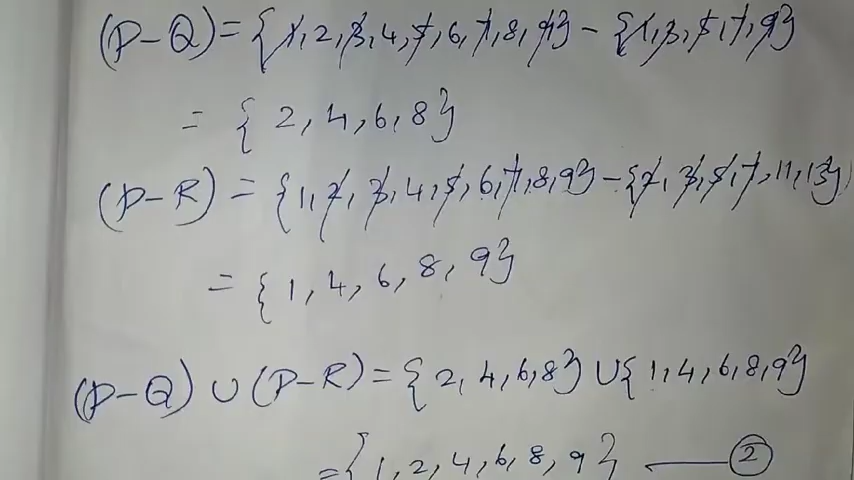 (P-Q) = {1, 2, 3, 4, 5, 6, 7, 8, 9} - {1, 3, 5, 7, 9}
= { 2, 4, 6, 8}
(P-R) = {1, 2, 3, 4, 5, 6, 7, 8, 9} - {2, 3, 5, 7, 11, 13}
= { 1, 4, 6, 8, 9}
(P-Q) ∪ (P-R) = { 2, 4, 6, 8} ∪ { 1, 4, 6, 8, 9}
= { 1, 2, 4, 6, 8, 9 } —— ②